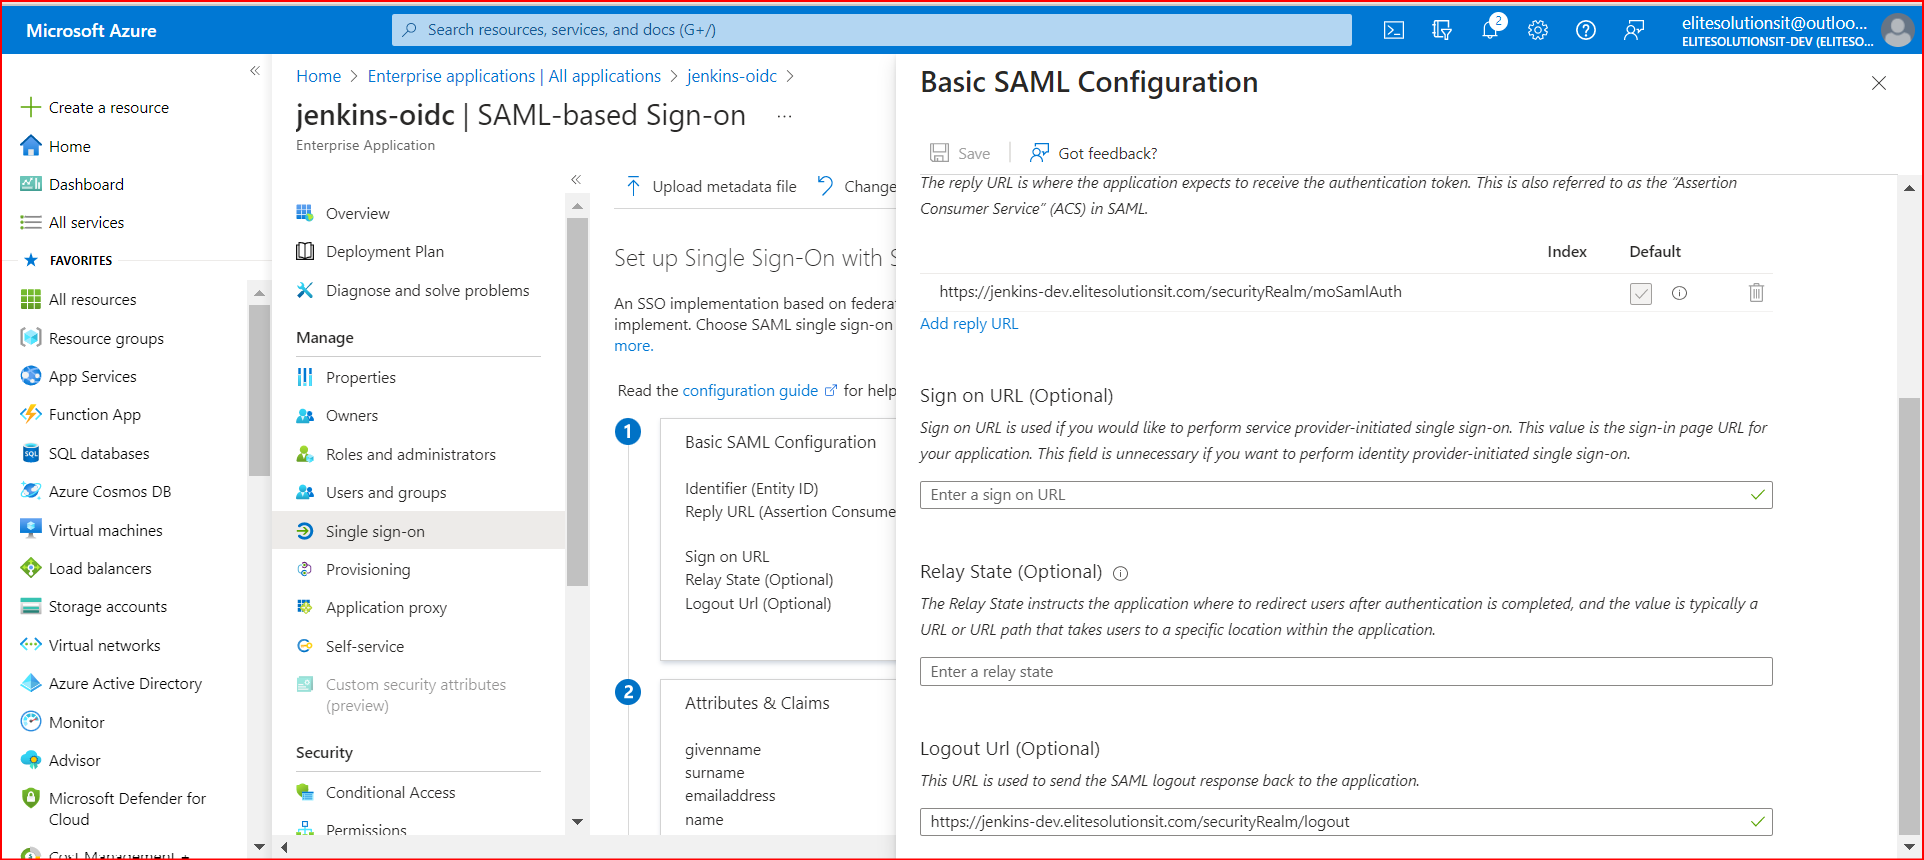 Microsoft Azure
Search resources, services, and docs (G+/)
2
elitesolutionsit@outloo...
ELITESOLUTIONSIT-DEV (ELITESO...
Create a resource
Home
Dashboard
All services
FAVORITES
All resources
Resource groups
App Services
Function App
SQL databases
Azure Cosmos DB
Virtual machines
Load balancers
Storage accounts
Virtual networks
Azure Active Directory
Monitor
Advisor
Microsoft Defender for
Cloud
Cost Management +
Home > Enterprise applications | All applications > jenkins-oidc >
jenkins-oidc | SAML-based Sign-on ...
Enterprise Application
Overview
Deployment Plan
Diagnose and solve problems
Manage
Properties
Owners
Roles and administrators
Users and groups
Single sign-on
Provisioning
Application proxy
Self-service
Custom security attributes
(preview)
Security
Conditional Access
Permissions
Upload metadata file
Change
Set up Single Sign-On with S
An SSO implementation based on federa
implement. Choose SAML single sign-on
more.
Read the configuration guide for help
1
Basic SAML Configuration
Identifier (Entity ID)
Reply URL (Assertion Consume
Sign on URL
Relay State (Optional)
Logout Url (Optional)
2
Attributes & Claims
givenname
surname
emailaddress
name
Basic SAML Configuration
Save
Got feedback?
The reply URL is where the application expects to receive the authentication token. This is also referred to as the “Assertion
Consumer Service” (ACS) in SAML.
Index Default
https://jenkins-dev.elitesolutionsit.com/securityRealm/moSamlAuth
Add reply URL
Sign on URL (Optional)
Sign on URL is used if you would like to perform service provider-initiated single sign-on. This value is the sign-in page URL for
your application. This field is unnecessary if you want to perform identity provider-initiated single sign-on.
Enter a sign on URL
Relay State (Optional)
The Relay State instructs the application where to redirect users after authentication is completed, and the value is typically a
URL or URL path that takes users to a specific location within the application.
Enter a relay state
Logout Url (Optional)
This URL is used to send the SAML logout response back to the application.
https://jenkins-dev.elitesolutionsit.com/securityRealm/logout